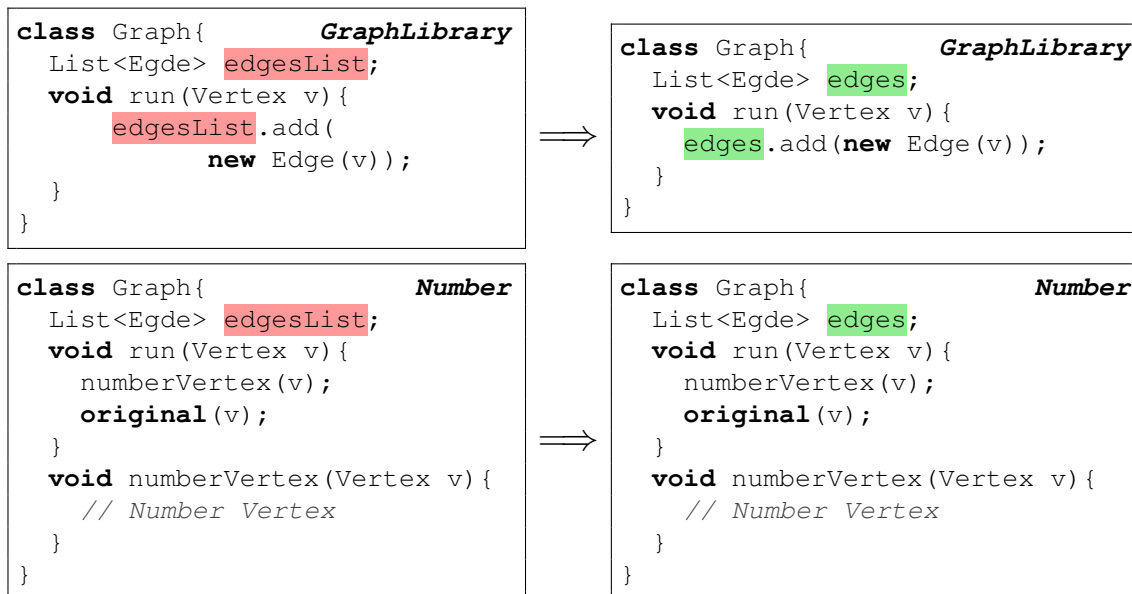 class Graph{ GraphLibrary
List<Egde> edgesList;
void run(Vertex v){
edgesList.add(
new Edge(v));
}
}
⟹
class Graph{ GraphLibrary
List<Egde> edges;
void run(Vertex v){
edges.add(new Edge(v));
}
}
class Graph{ Number
List<Egde> edgesList;
void run(Vertex v){
numberVertex(v);
original(v);
}
void numberVertex(Vertex v){
// Number Vertex
}
}
⟹
class Graph{ Number
List<Egde> edges;
void run(Vertex v){
numberVertex(v);
original(v);
}
void numberVertex(Vertex v){
// Number Vertex
}
}